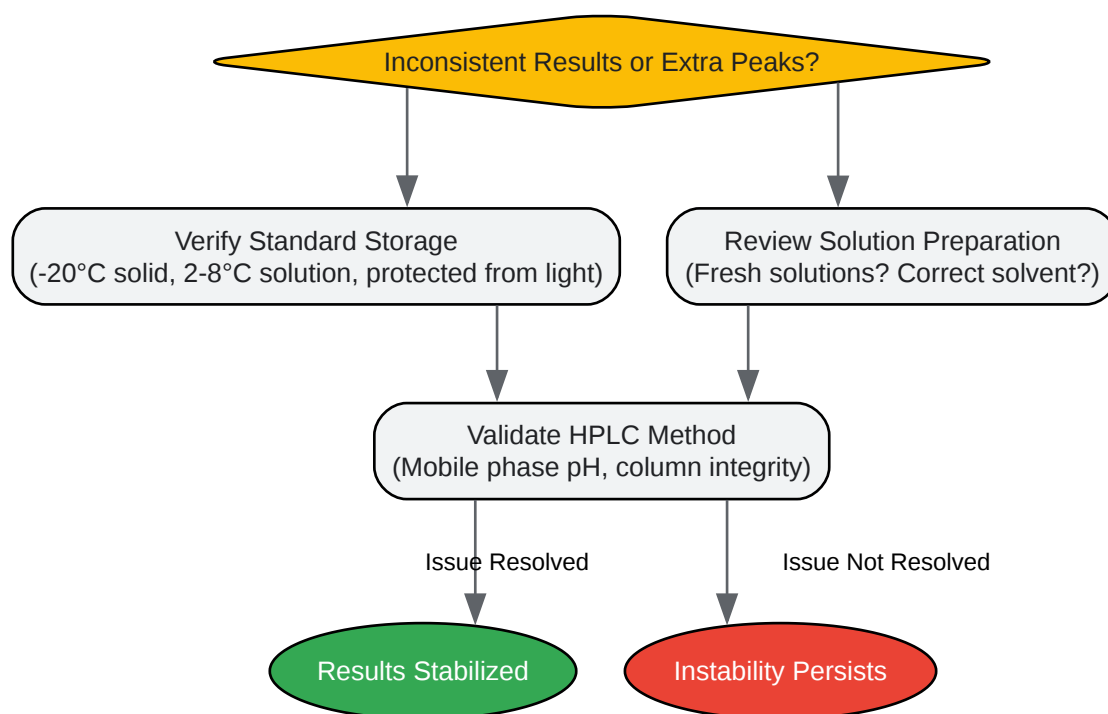 Inconsistent Results or Extra Peaks?
Verify Standard Storage
(-20°C solid, 2-8°C solution, protected from light)
Review Solution Preparation
(Fresh solutions? Correct solvent?)
Validate HPLC Method
(Mobile phase pH, column integrity)
Issue Resolved
Issue Not Resolved
Results Stabilized
Instability Persists